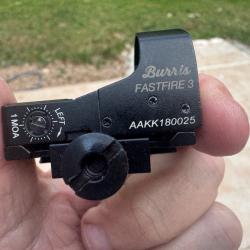 Burris
FASTFIRE 3
LEFT
1 MOA
AAKK180025